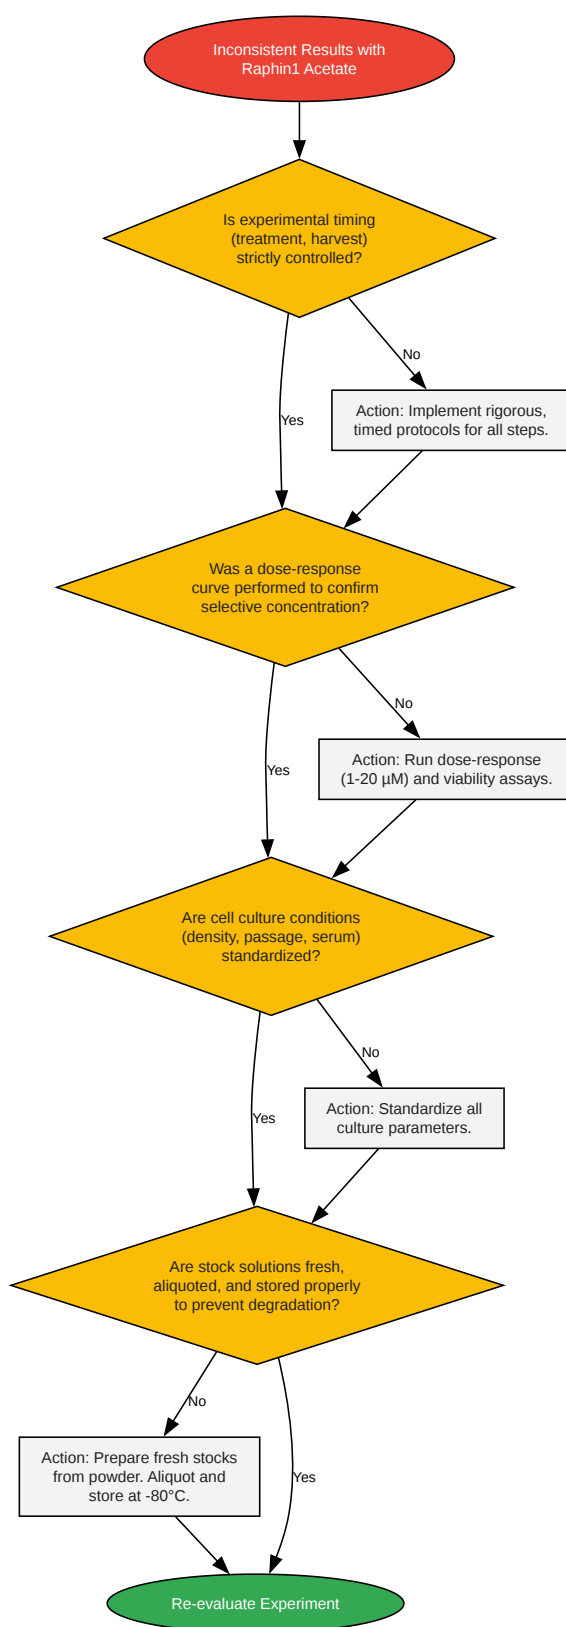 Inconsistent Results with
Raphin1 Acetate
Is experimental timing
(treatment, harvest)
strictly controlled?
No
Action: Implement rigorous,
timed protocols for all steps.
Yes
Was a dose-response
curve performed to confirm
selective concentration?
No
Action: Run dose-response
(1-20 µM) and viability assays.
Yes
Are cell culture conditions
(density, passage, serum)
standardized?
No
Action: Standardize all
culture parameters.
Yes
Are stock solutions fresh,
aliquoted, and stored properly
to prevent degradation?
No
Action: Prepare fresh stocks
from powder. Aliquot and
store at -80°C.
Yes
Re-evaluate Experiment